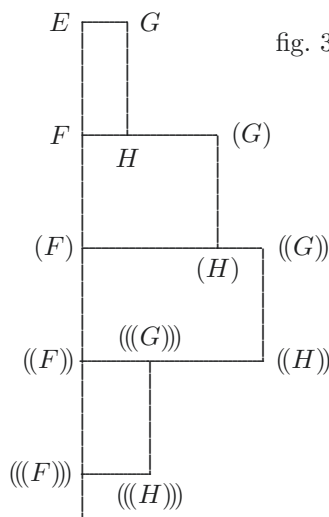 E G fig. 3
F (G)
H
(F) ((G))
(H)
(((G)))
((F)) ((H))
(((F)))
(((H)))